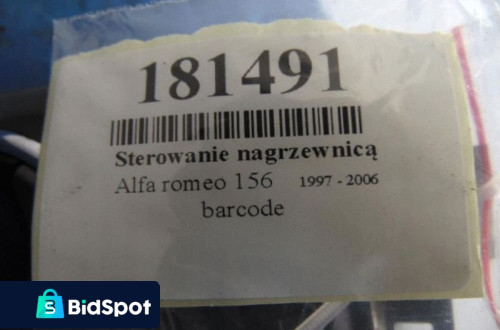 181491
Sterowanie nagrzewnicą
Alfa romeo 156 1997 - 2006
barcode
S BidSpot